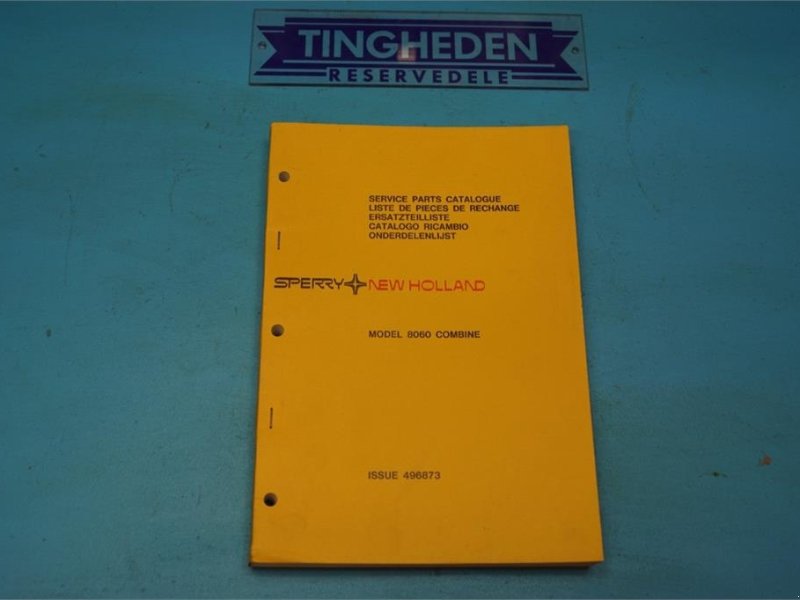 TINGHEDEN
RESERVEDELE
SERVICE PARTS CATALOGUE
LISTE DE PIECES DE RECHANGE
ERSATZTEILLISTE
CATALOGO RICAMBIO
ONDERDELENLIJST
SPERRY NEW HOLLAND
MODEL 8060 COMBINE
ISSUE 496873